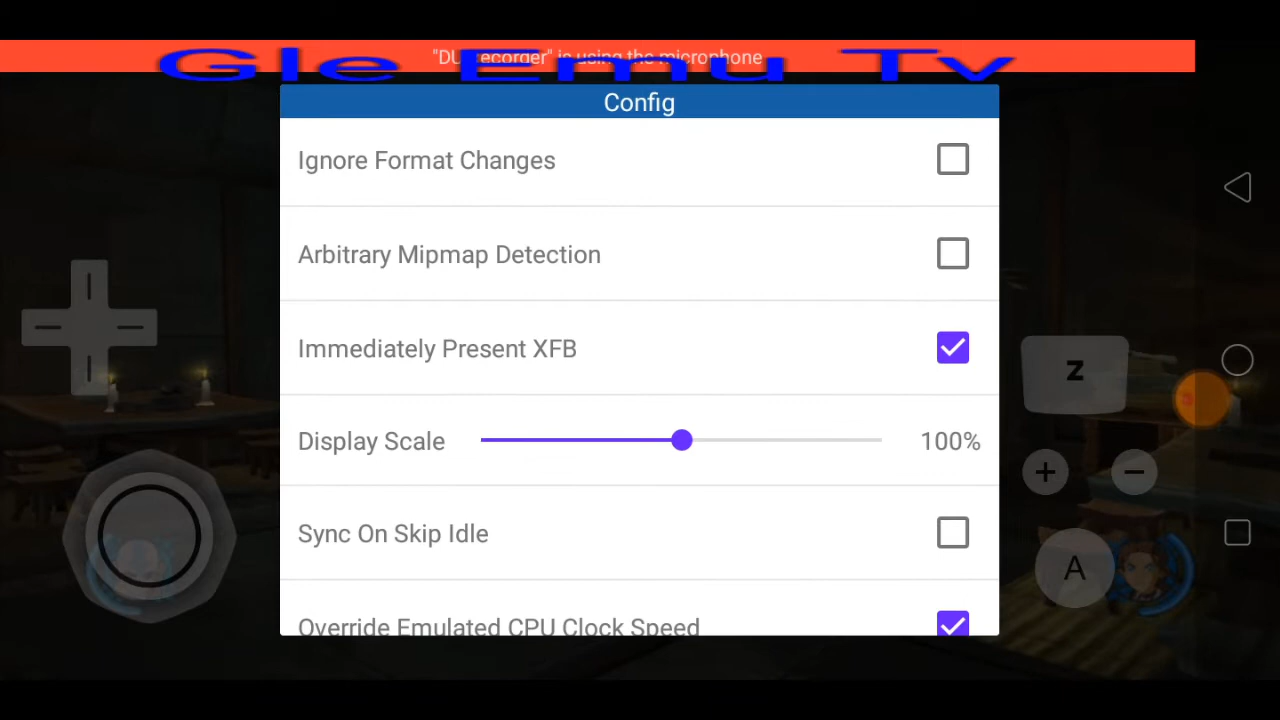 "DU Recorder" is using the microphone
Gle Emu Tv
Config
Ignore Format Changes
Arbitrary Mipmap Detection
Immediately Present XFB
Display Scale 100%
Sync On Skip Idle
Override Emulated CPU Clock Speed
Z
+ −
A